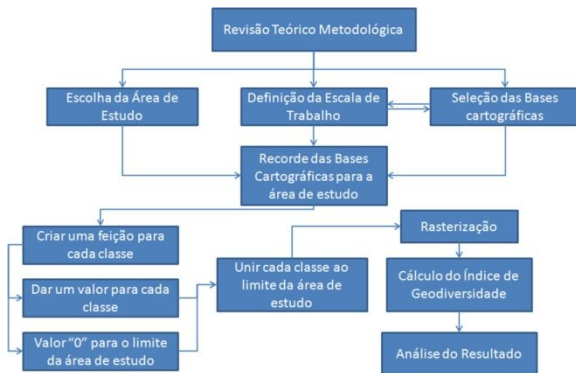 Revisão Teórico Metodológica
Escolha da Área de
Estudo
Definição da Escala de
Trabalho
Seleção das Bases
cartográficas
Recorde das Bases
Cartográficas para a
área de estudo
Criar uma feição para
cada classe
Dar um valor para cada
classe
Valor "0" para o limite
da área de estudo
Unir cada classe ao
limite da área de
estudo
Rasterização
Cálculo do Índice de
Geodiversidade
Análise do Resultado